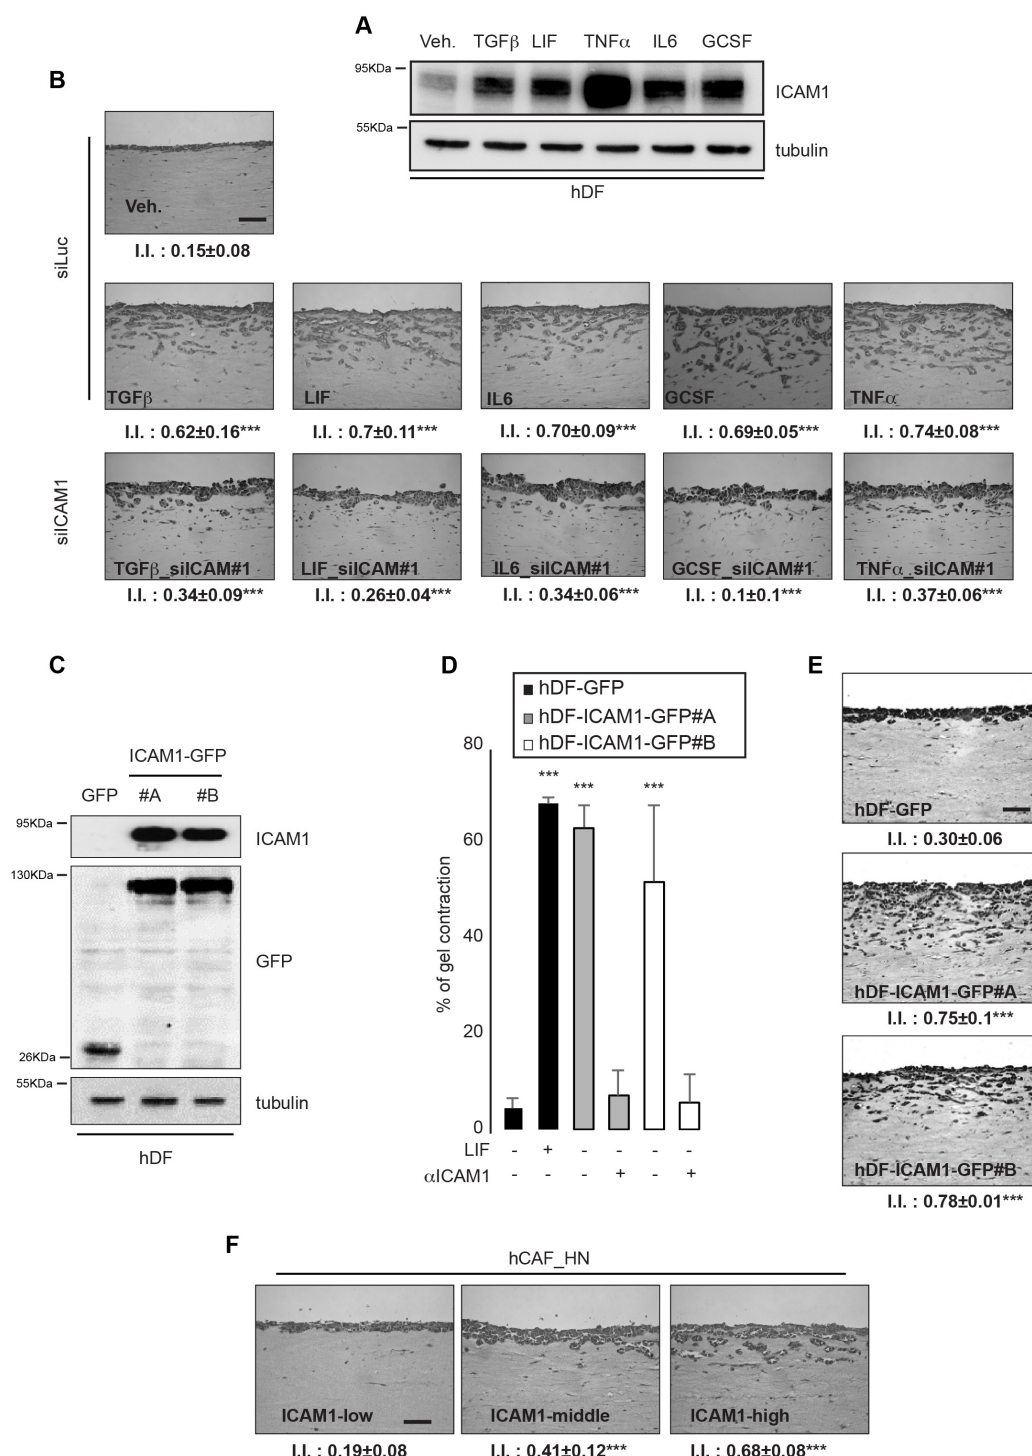 A
Veh. TGFβ LIF TNFα IL6 GCSF
95KDa
ICAM1
55KDa
tubulin
hDF
B
siLuc
Veh.
I.I. : 0.15±0.08
TGFβ LIF IL6 GCSF TNFα
I.I. : 0.62±0.16*** I.I. : 0.7±0.11*** I.I. : 0.70±0.09*** I.I. : 0.69±0.05*** I.I. : 0.74±0.08***
siICAM1
TGFβ_siICAM#1 LIF_siICAM#1 IL6_siICAM#1 GCSF_siICAM#1 TNFα_siICAM#1
I.I. : 0.34±0.09*** I.I. : 0.26±0.04*** I.I. : 0.34±0.06*** I.I. : 0.1±0.1*** I.I. : 0.37±0.06***
C
ICAM1-GFP
GFP #A #B
95KDa
ICAM1
130KDa
GFP
26KDa
55KDa
tubulin
hDF
D
hDF-GFP
hDF-ICAM1-GFP#A
hDF-ICAM1-GFP#B
% of gel contraction
80
60
40
20
0
*** *** ***
LIF - + - - - -
αICAM1 - - - + - +
E
hDF-GFP
I.I. : 0.30±0.06
hDF-ICAM1-GFP#A
I.I. : 0.75±0.1***
hDF-ICAM1-GFP#B
I.I. : 0.78±0.01***
F
hCAF_HN
ICAM1-low ICAM1-middle ICAM1-high
I.I. : 0.19±0.08 I.I. : 0.41±0.12*** I.I. : 0.68±0.08***